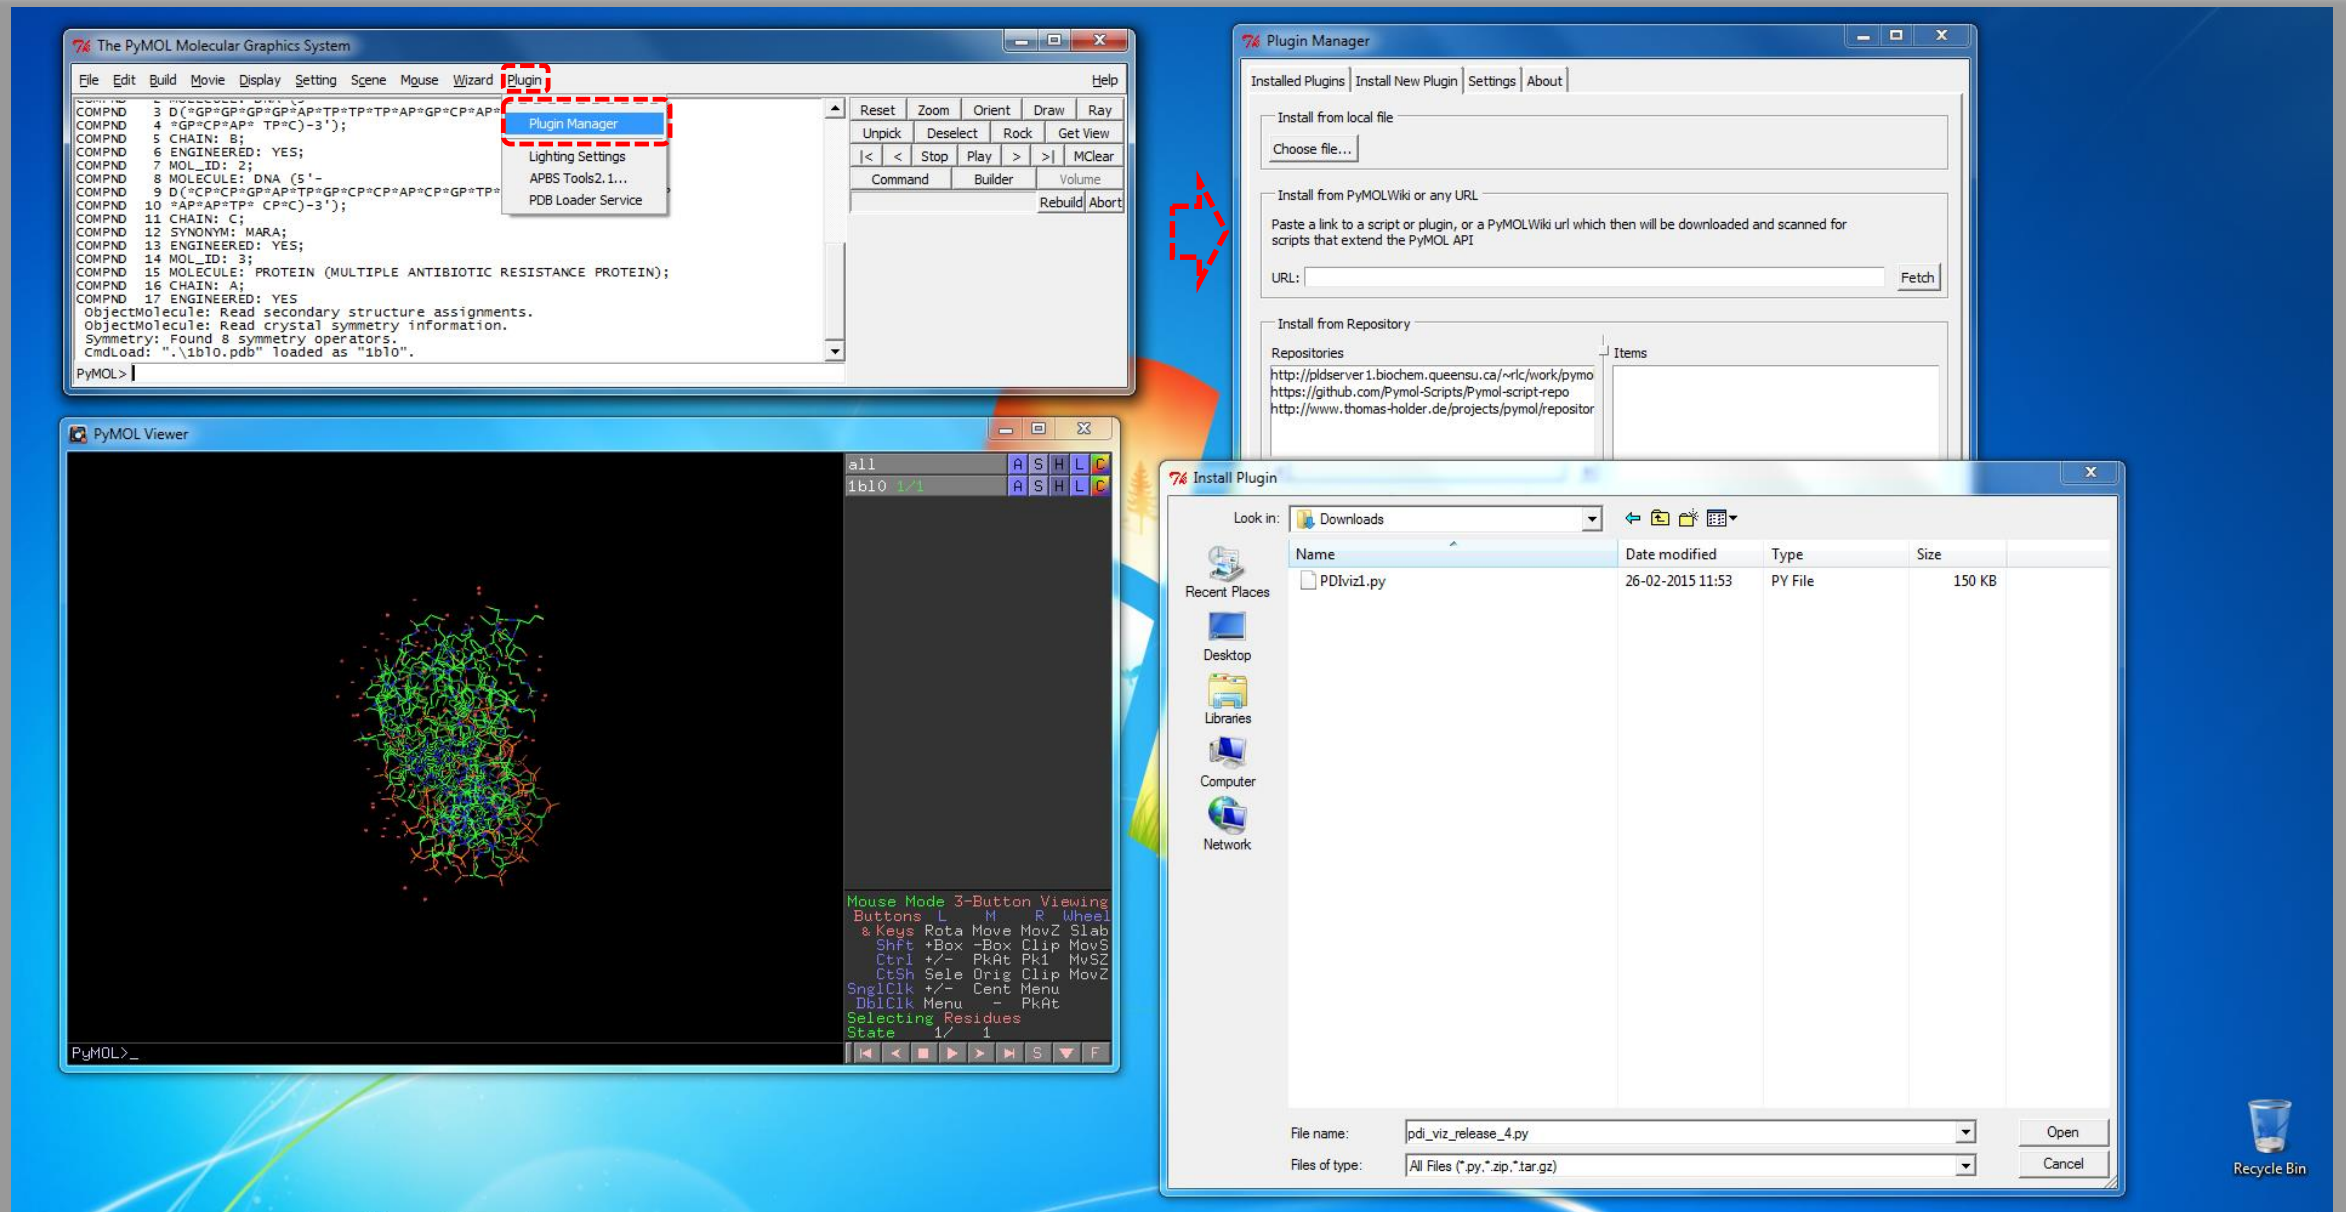 The PyMOL Molecular Graphics System
File Edit Build Movie Display Setting Scene Mouse Wizard Plugin Help
COMPND 2 MOLECULE: DNA (5'-
COMPND 3 D(*GP*GP*GP*GP*AP*TP*TP*TP*AP*GP*CP*AP*
COMPND 4 *GP*CP*AP* TP*C)-3');
COMPND 5 CHAIN: B;
COMPND 6 ENGINEERED: YES;
COMPND 7 MOL_ID: 2;
COMPND 8 MOLECULE: DNA (5'-
COMPND 9 D(*CP*CP*GP*AP*TP*GP*CP*CP*AP*CP*GP*TP*
COMPND 10 *AP*AP*TP* CP*C)-3');
COMPND 11 CHAIN: C;
COMPND 12 SYNONYM: MARA;
COMPND 13 ENGINEERED: YES;
COMPND 14 MOL_ID: 3;
COMPND 15 MOLECULE: PROTEIN (MULTIPLE ANTIBIOTIC RESISTANCE PROTEIN);
COMPND 16 CHAIN: A;
COMPND 17 ENGINEERED: YES
ObjectMolecule: Read secondary structure assignments.
ObjectMolecule: Read crystal symmetry information.
Symmetry: Found 8 symmetry operators.
CmdLoad: ".\1bl0.pdb" loaded as "1bl0".
PyMOL>
Plugin Manager
Lighting Settings
APBS Tools2.1...
PDB Loader Service
Reset Zoom Orient Draw Ray
Unpick Deselect Rock Get View
|< < Stop Play > >| MClear
Command Builder Volume
Rebuild Abort
PyMOL Viewer
all A S H L C
1bl0 1/1 A S H L C
Mouse Mode 3-Button Viewing
Buttons L M R Wheel
& Keys Rota Move MovZ Slab
Shft +Box -Box Clip MovS
Ctrl +/- PkAt Pk1 MvSZ
CtSh Sele Orig Clip MovZ
SnglClk +/- Cent Menu
DblClk Menu - PkAt
Selecting Residues
State 1/ 1
PyMOL>_
S F
Plugin Manager
Installed Plugins Install New Plugin Settings About
Install from local file
Choose file...
Install from PyMOLWiki or any URL
Paste a link to a script or plugin, or a PyMOLWiki url which then will be downloaded and scanned for
scripts that extend the PyMOL API
URL: Fetch
Install from Repository
Repositories Items
http://pldserver1.biochem.queensu.ca/~rlc/work/pymo
https://github.com/Pymol-Scripts/Pymol-script-repo
http://www.thomas-holder.de/projects/pymol/repositor
Install Plugin
Look in: Downloads
Name Date modified Type Size
PDIviz1.py 26-02-2015 11:53 PY File 150 KB
Recent Places
Desktop
Libraries
Computer
Network
File name: pdi_viz_release_4.py Open
Files of type: All Files (*.py,*.zip,*.tar.gz) Cancel
Recycle Bin